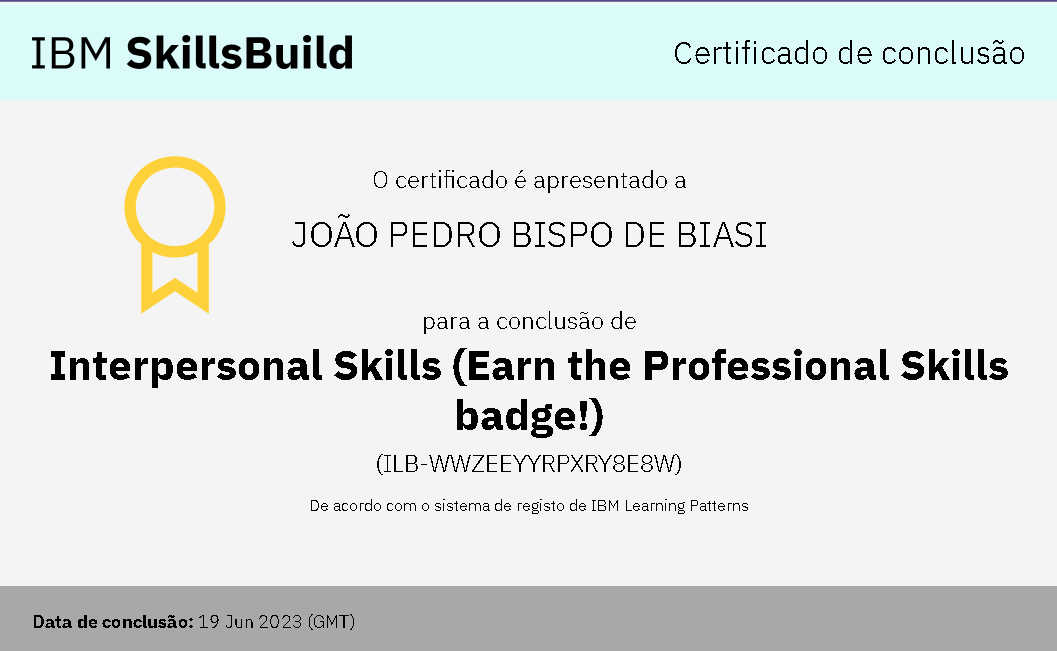 IBM SkillsBuild
Certificado de conclusão
O certificado é apresentado a
JOÃO PEDRO BISPO DE BIASI
para a conclusão de
Interpersonal Skills (Earn the Professional Skills
badge!)
(ILB-WWZEEYYRPXRY8E8W)
De acordo com o sistema de registo de IBM Learning Patterns
Data de conclusão: 19 Jun 2023 (GMT)